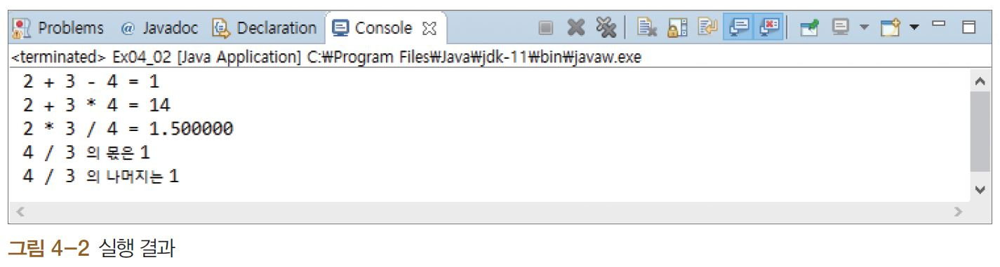 Problems @ Javadoc Declaration Console
<terminated> Ex04_02 [Java Application] C:₩Program Files₩Java₩jdk-11₩bin₩javaw.exe
2 + 3 - 4 = 1
2 + 3 * 4 = 14
2 * 3 / 4 = 1.500000
4 / 3 의 몫은 1
4 / 3 의 나머지는 1
그림 4-2 실행 결과